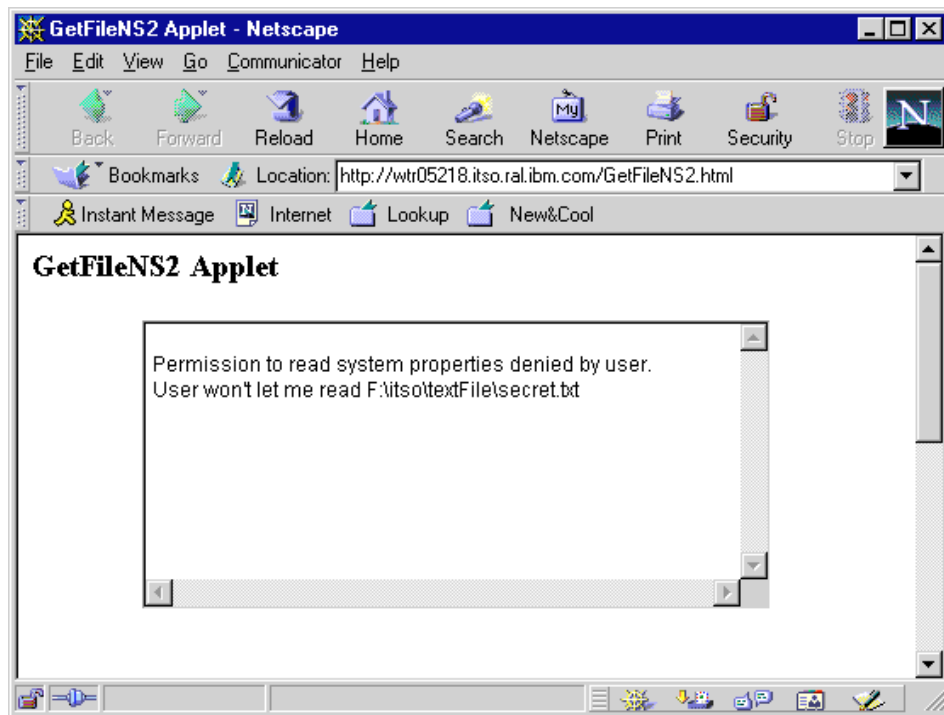 GetFileNS2 Applet - Netscape
File Edit View Go Communicator Help
Back Forward Reload Home Search My Netscape Print Security Stop N
Bookmarks Location: http://wtr05218.itso.ral.ibm.com/GetFileNS2.html
Instant Message Internet Lookup New&Cool
GetFileNS2 Applet
Permission to read system properties denied by user.
User won't let me read F:\itso\textFile\secret.txt